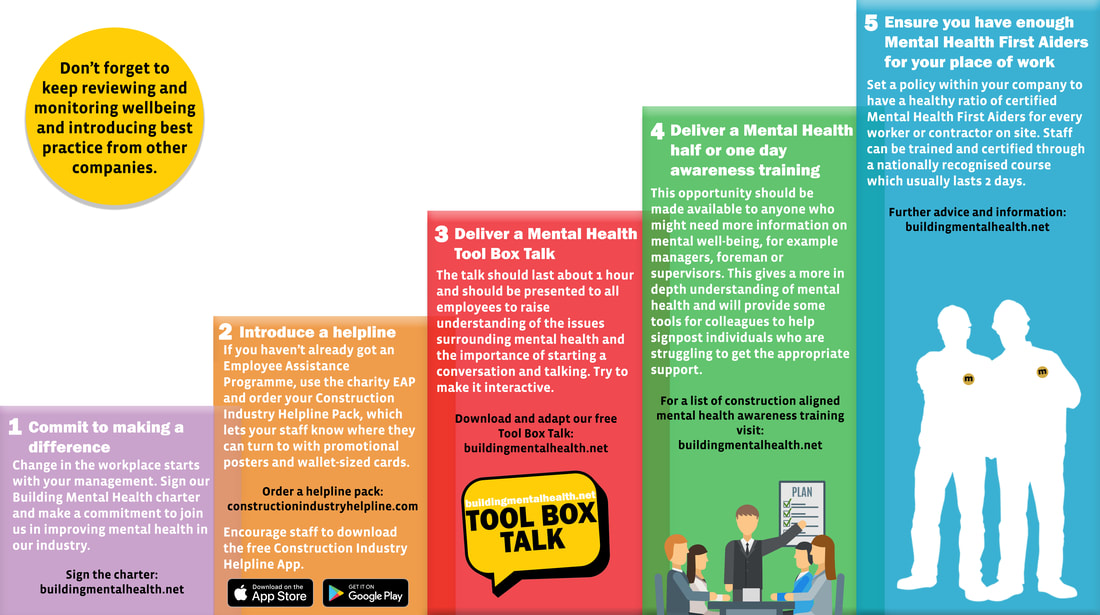 Don't forget to
keep reviewing and
monitoring wellbeing
and introducing best
practice from other
companies.
1 Commit to making a
difference
Change in the workplace starts
with your management. Sign our
Building Mental Health charter
and make a commitment to join
us in improving mental health in
our industry.
Sign the charter:
buildingmentalhealth.net
2 Introduce a helpline
If you haven't already got an
Employee Assistance
Programme, use the charity EAP
and order your Construction
Industry Helpline Pack, which
lets your staff know where they
can turn to with promotional
posters and wallet-sized cards.
Order a helpline pack:
constructionindustryhelpline.com
Encourage staff to download
the free Construction Industry
Helpline App.
Download on the
App Store
GET IT ON
Google Play
3 Deliver a Mental Health
Tool Box Talk
The talk should last about 1 hour
and should be presented to all
employees to raise
understanding of the issues
surrounding mental health and
the importance of starting a
conversation and talking. Try to
make it interactive.
Download and adapt our free
Tool Box Talk:
buildingmentalhealth.net
buildingmentalhealth.net
TOOL BOX
TALK
4 Deliver a Mental Health
half or one day
awareness training
This opportunity should be
made available to anyone who
might need more information on
mental well-being, for example
managers, foreman or
supervisors. This gives a more in
depth understanding of mental
health and will provide some
tools for colleagues to help
signpost individuals who are
struggling to get the appropriate
support.
For a list of construction aligned
mental health awareness training
visit:
buildingmentalhealth.net
PLAN
5 Ensure you have enough
Mental Health First Aiders
for your place of work
Set a policy within your company to
have a healthy ratio of certified
Mental Health First Aiders for every
worker or contractor on site. Staff
can be trained and certified through
a nationally recognised course
which usually lasts 2 days.
Further advice and information:
buildingmentalhealth.net
m
m